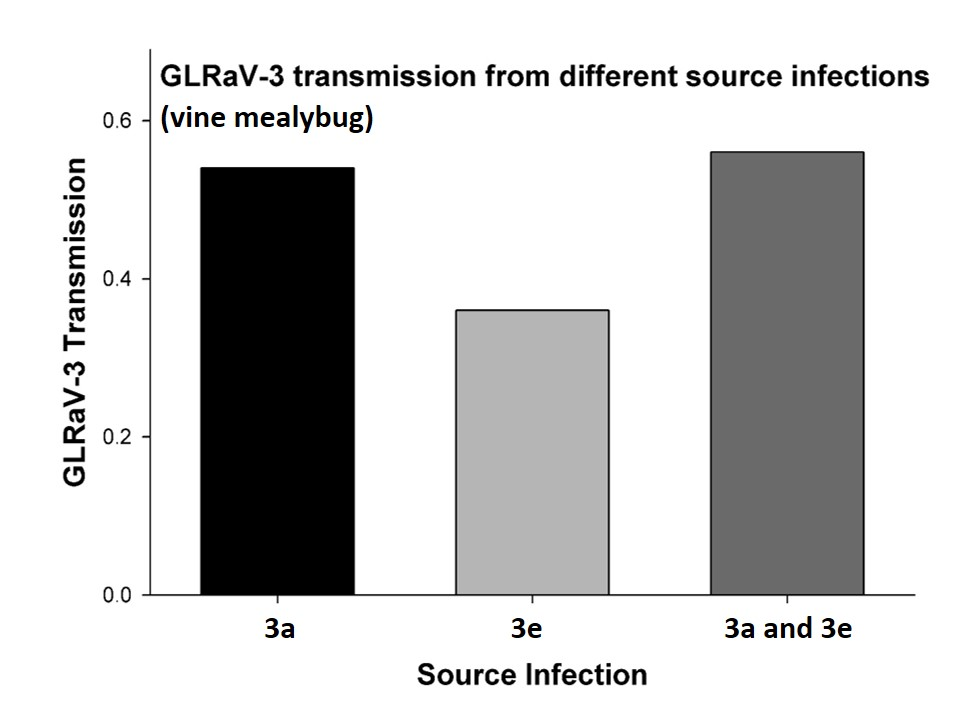 GLRaV-3 transmission from different source infections
(vine mealybug)
GLRaV-3 Transmission
0.6
0.4
0.2
0.0
3a
3e
3a and 3e
Source Infection